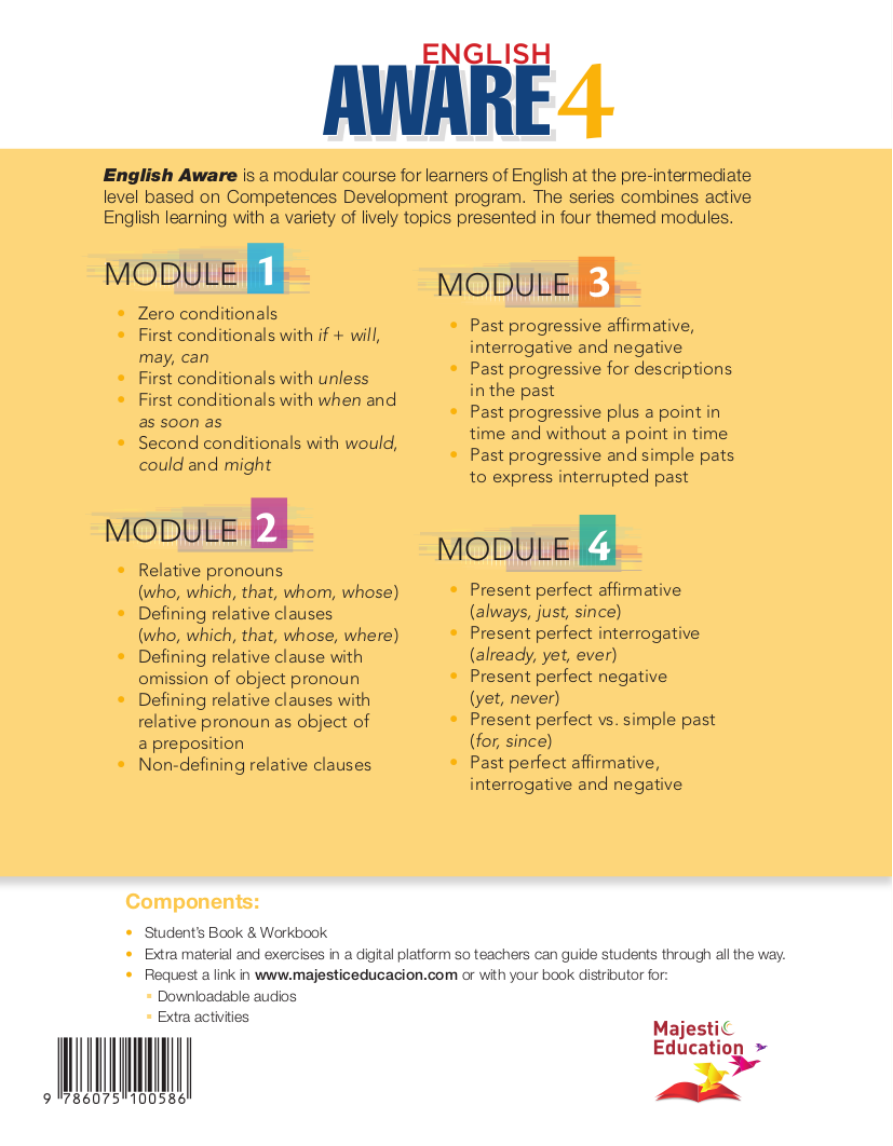 ENGLISH
AWARE 4
English Aware is a modular course for learners of English at the pre-intermediate
level based on Competences Development program. The series combines active
English learning with a variety of lively topics presented in four themed modules.
MODULE 1
• Zero conditionals
• First conditionals with if + will,
may, can
• First conditionals with unless
• First conditionals with when and
as soon as
• Second conditionals with would,
could and might
MODULE 2
• Relative pronouns
(who, which, that, whom, whose)
• Defining relative clauses
(who, which, that, whose, where)
• Defining relative clause with
omission of object pronoun
• Defining relative clauses with
relative pronoun as object of
a preposition
• Non-defining relative clauses
MODULE 3
• Past progressive affirmative,
interrogative and negative
• Past progressive for descriptions
in the past
• Past progressive plus a point in
time and without a point in time
• Past progressive and simple pats
to express interrupted past
MODULE 4
• Present perfect affirmative
(always, just, since)
• Present perfect interrogative
(already, yet, ever)
• Present perfect negative
(yet, never)
• Present perfect vs. simple past
(for, since)
• Past perfect affirmative,
interrogative and negative
Components:
• Student's Book & Workbook
• Extra material and exercises in a digital platform so teachers can guide students through all the way.
• Request a link in www.majesticeducacion.com or with your book distributor for:
▪ Downloadable audios
▪ Extra activities
9 786075 100586
Majestic
Education